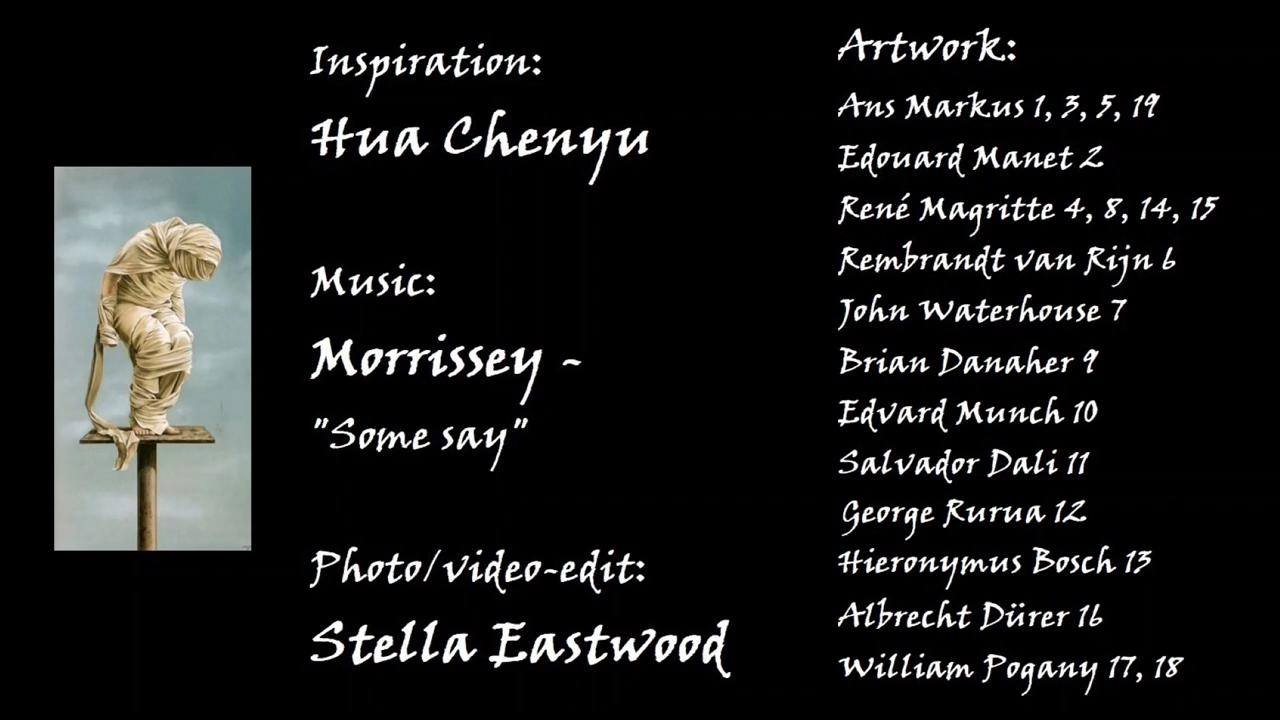 Inspiration:
Hua Chenyu
Music:
Morrissey -
"Some say"
Photo/video-edit:
Stella Eastwood
Artwork:
Ans Markus 1, 3, 5, 19
Edouard Manet 2
René Magritte 4, 8, 14, 15
Rembrandt van Rijn 6
John Waterhouse 7
Brian Danaher 9
Edvard Munch 10
Salvador Dali 11
George Rurua 12
Hieronymus Bosch 13
Albrecht Dürer 16
William Pogany 17, 18